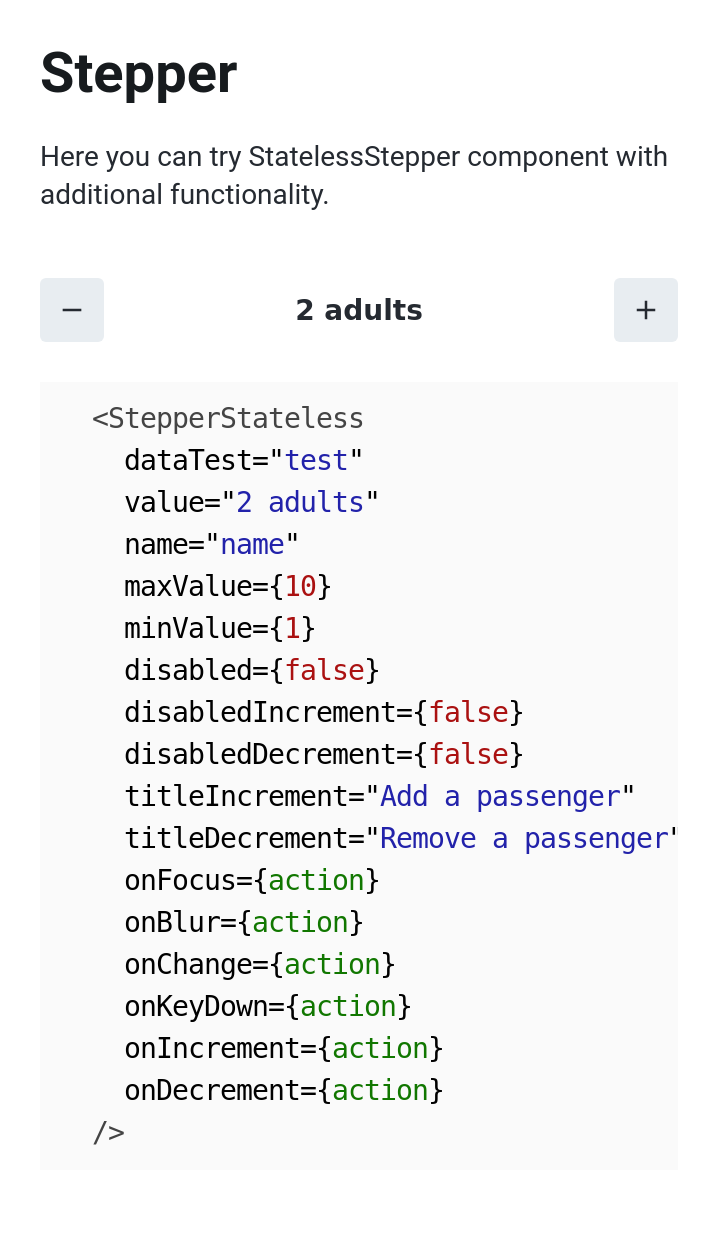 Stepper
Here you can try StatelessStepper component with
additional functionality.
− 2 adults +
<StepperStateless
dataTest="test"
value="2 adults"
name="name"
maxValue={10}
minValue={1}
disabled={false}
disabledIncrement={false}
disabledDecrement={false}
titleIncrement="Add a passenger"
titleDecrement="Remove a passenger"
onFocus={action}
onBlur={action}
onChange={action}
onKeyDown={action}
onIncrement={action}
onDecrement={action}
/>